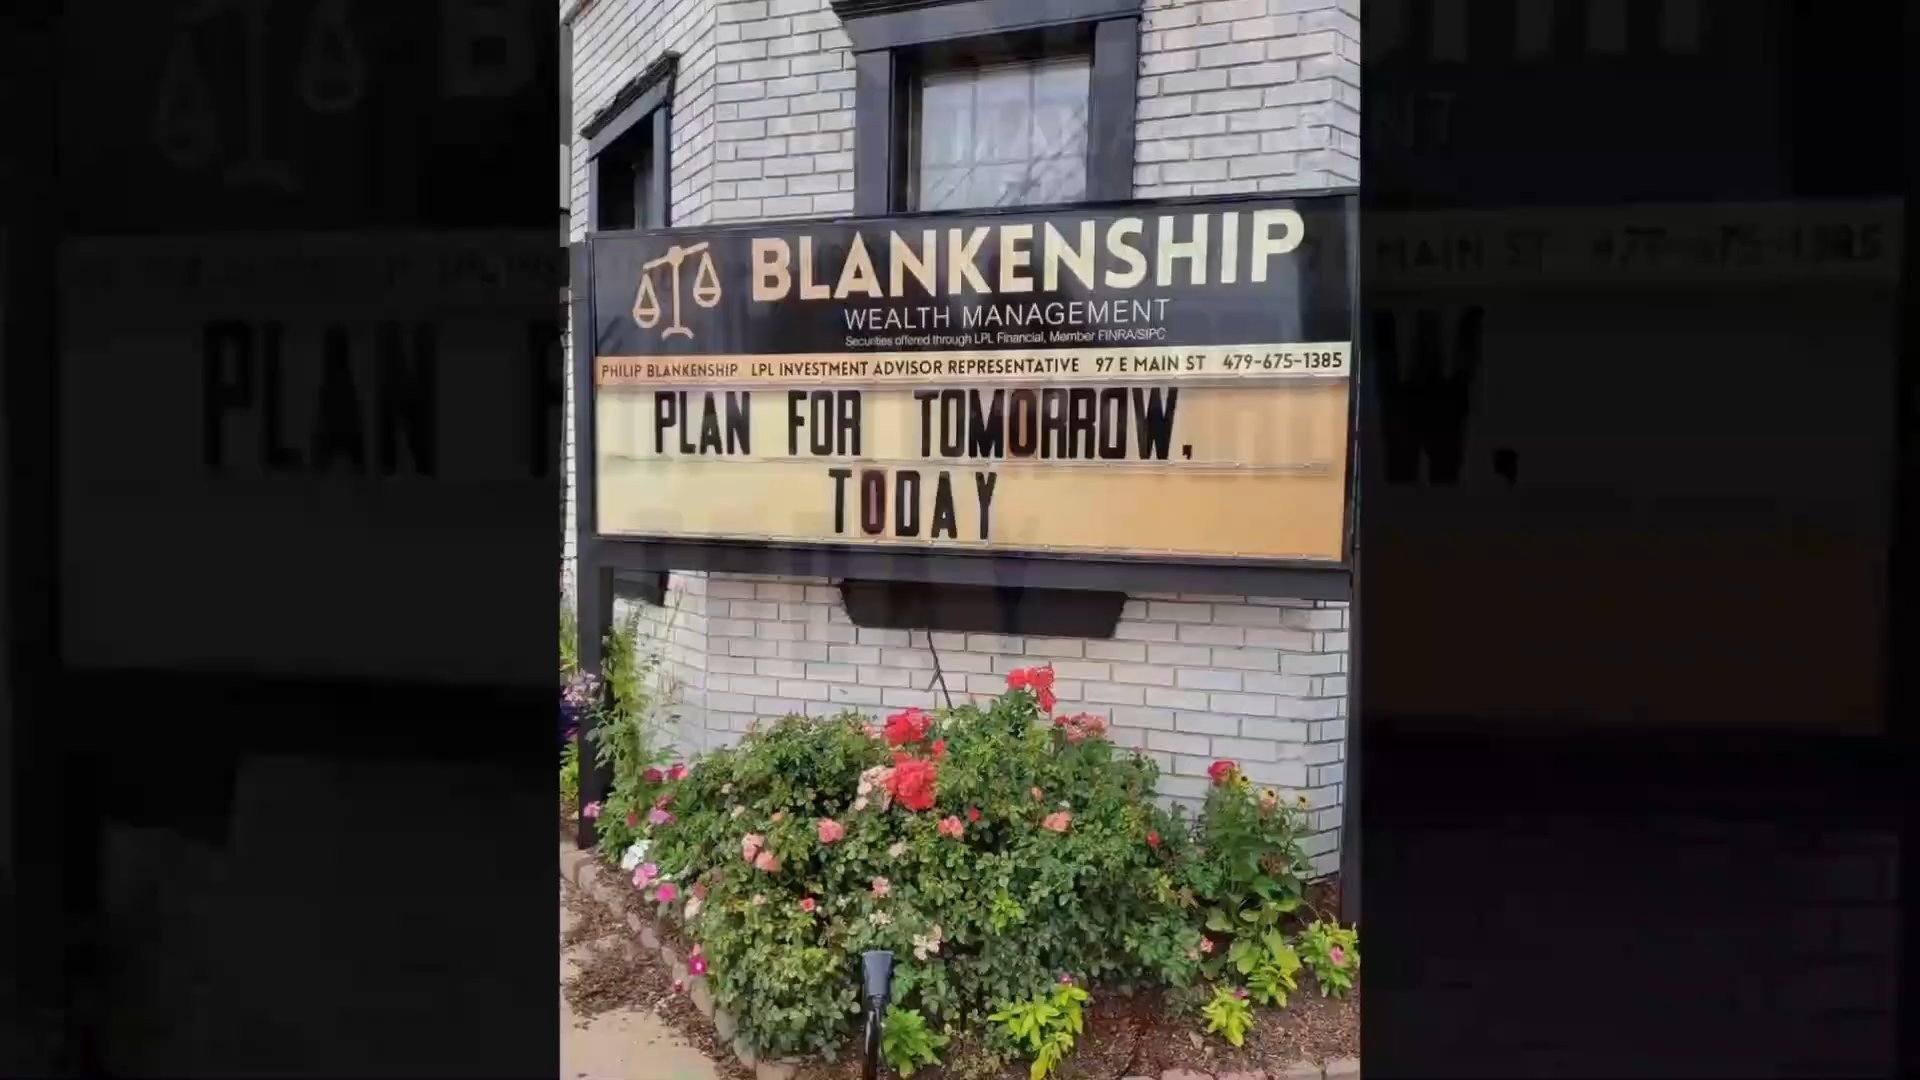 BLANKENSHIP
WEALTH MANAGEMENT
Securities offered through LPL Financial, Member FINRA/SIPC
PHILIP BLANKENSHIP LPL INVESTMENT ADVISOR REPRESENTATIVE 97 E MAIN ST 479-675-1385
PLAN FOR TOMORROW,
TODAY